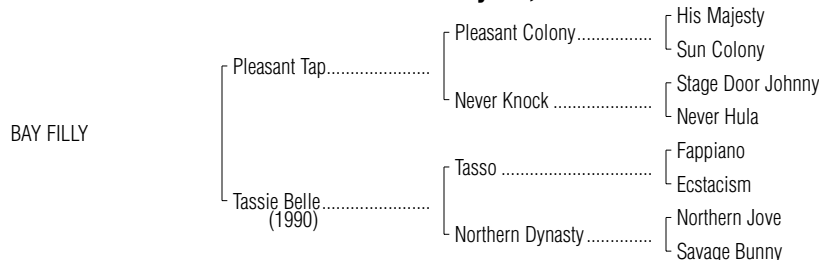 His Majesty
Pleasant Colony
Sun Colony
Pleasant Tap
Stage Door Johnny
Never Knock
Never Hula
BAY FILLY
Fappiano
Tasso
Ecstacism
Tassie Belle
(1990)
Northern Jove
Northern Dynasty
Savage Bunny